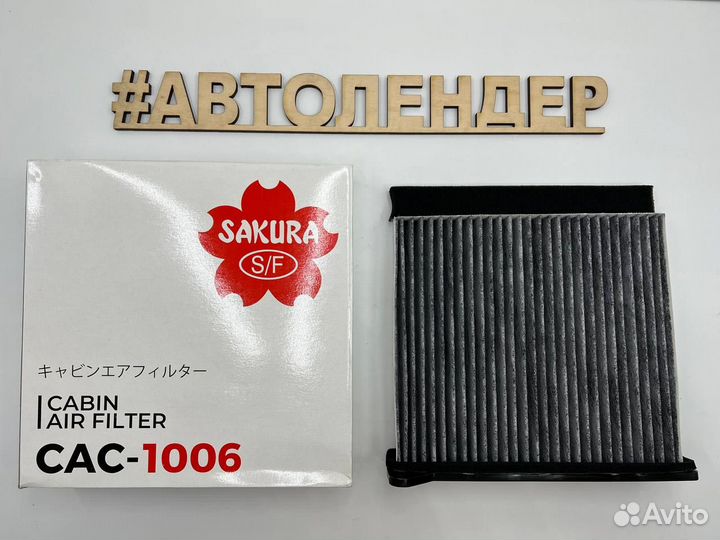 #АВТОЛЕНДЕР
SAKURA
S/F
キャビンエアフィルター
CABIN
AIR FILTER
CAC-1006
Avito